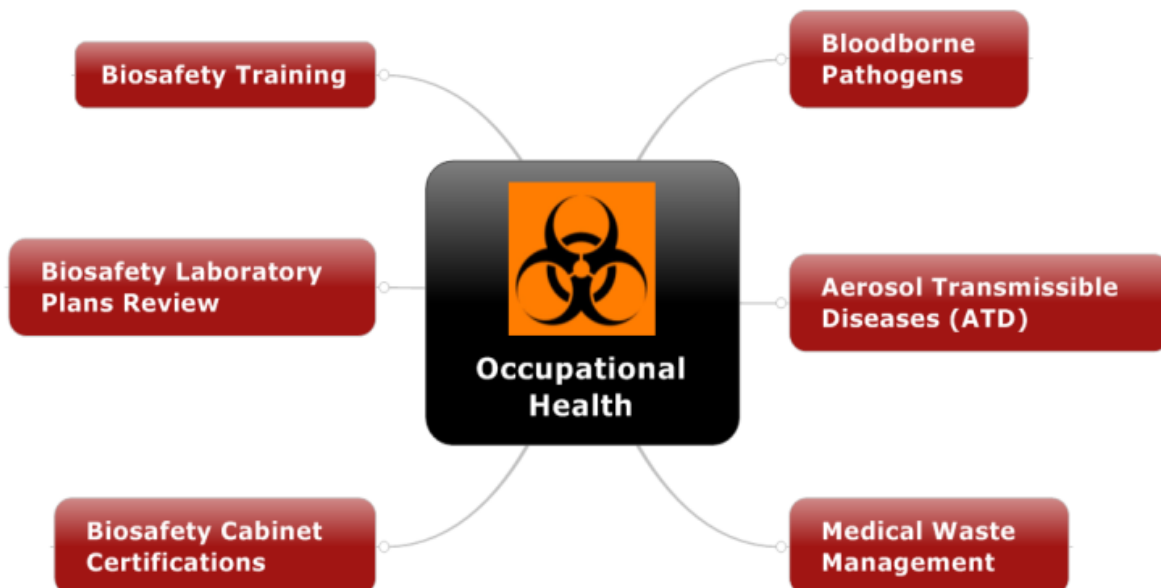 Biosafety Training
Bloodborne
Pathogens
Biosafety Laboratory
Plans Review
Occupational
Health
Aerosol Transmissible
Diseases (ATD)
Biosafety Cabinet
Certifications
Medical Waste
Management